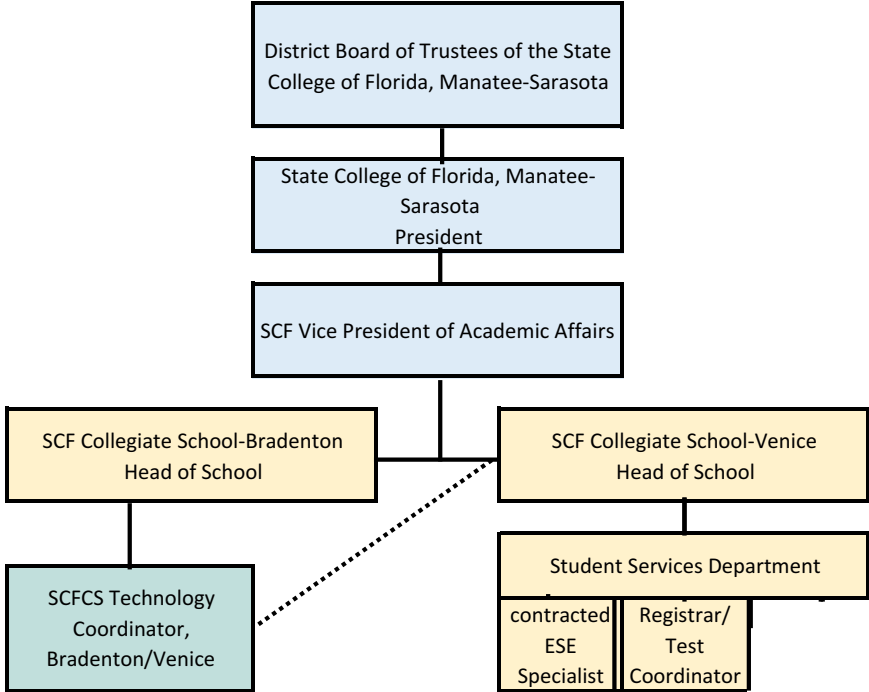 District Board of Trustees of the State
College of Florida, Manatee-Sarasota
State College of Florida, Manatee-
Sarasota
President
SCF Vice President of Academic Affairs
SCF Collegiate School-Bradenton
Head of School
SCF Collegiate School-Venice
Head of School
SCFCS Technology
Coordinator,
Bradenton/Venice
Student Services Department
contracted
ESE
Specialist
Registrar/
Test
Coordinator